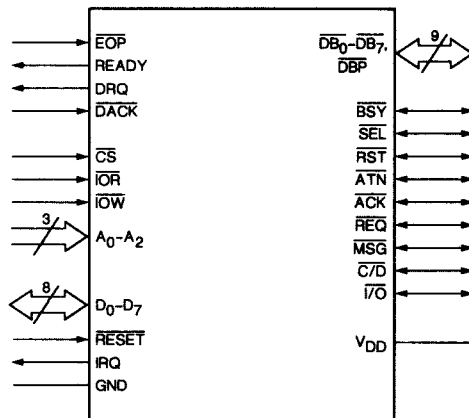 EOP
READY
DRQ
DACK
CS
IOR
IOW
3
A0-A2
8
D0-D7
RESET
IRQ
GND
DB0-DB7,
DBP
9
BSY
SEL
RST
ATN
ACK
REQ
MSG
C/D
I/O
VDD